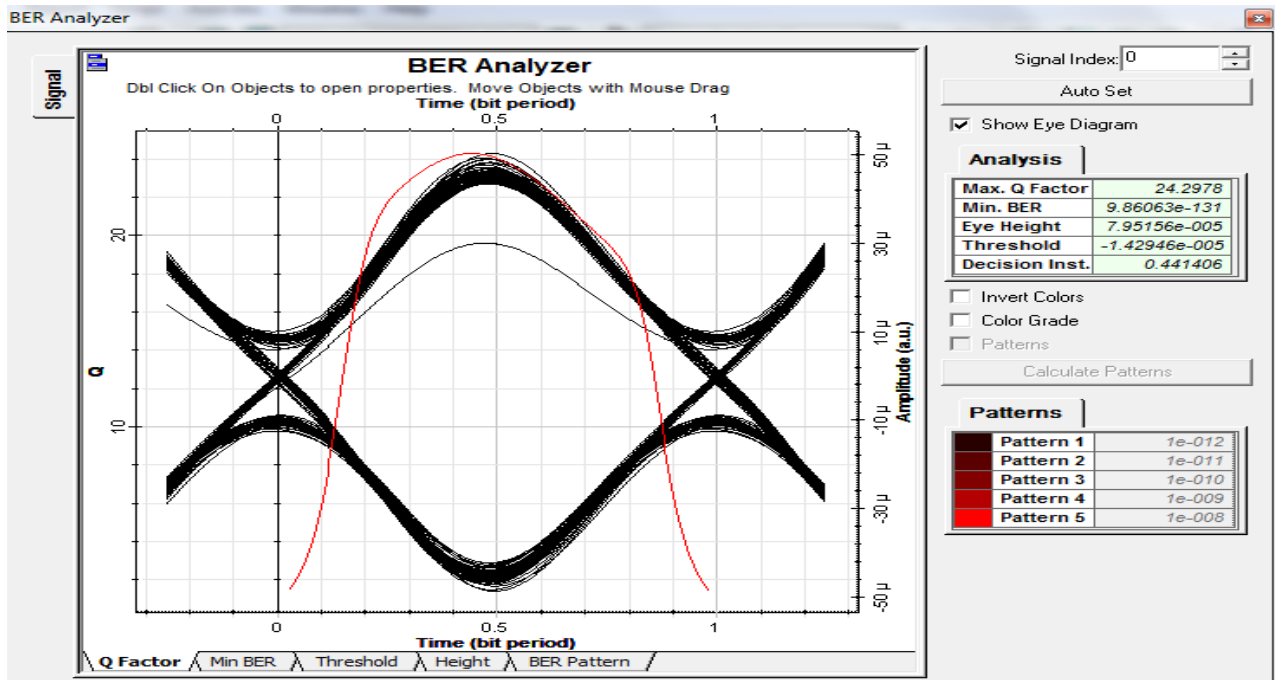 BER Analyzer
Signal
BER Analyzer
Dbl Click On Objects to open properties. Move Objects with Mouse Drag
Time (bit period)
0 0.5 1
Q
20
10
50 µ
30 µ
10 µ
-10 µ
-30 µ
-50 µ
Amplitude (a.u.)
0 0.5 1
Time (bit period)
Q Factor Min BER Threshold Height BER Pattern
Signal Index: 0
Auto Set
Show Eye Diagram
Analysis
Max. Q Factor 24.2978
Min. BER 9.86063e-131
Eye Height 7.95156e-005
Threshold -1.42946e-005
Decision Inst. 0.441406
Invert Colors
Color Grade
Patterns
Calculate Patterns
Patterns
Pattern 1 1e-012
Pattern 2 1e-011
Pattern 3 1e-010
Pattern 4 1e-009
Pattern 5 1e-008